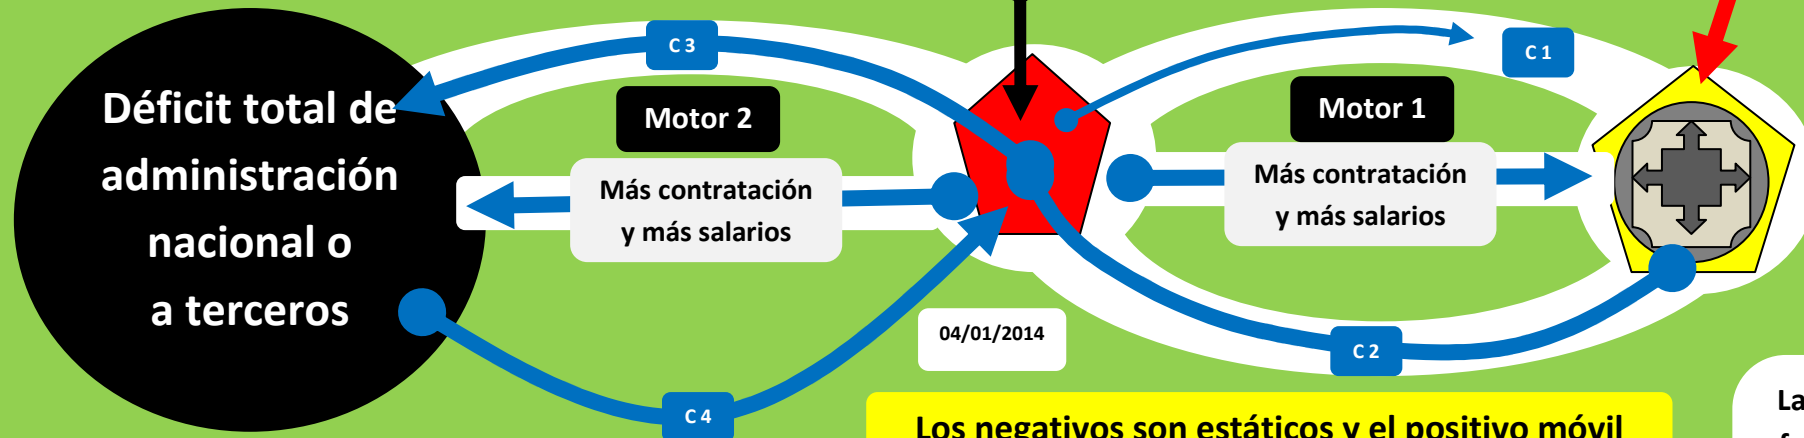 C 3
C 1
Déficit total de
administración
nacional o
a terceros
Motor 2
Motor 1
Más contratación
y más salarios
Más contratación
y más salarios
04/01/2014
C 2
C 4
Los negativos son estáticos y el positivo móvil
La